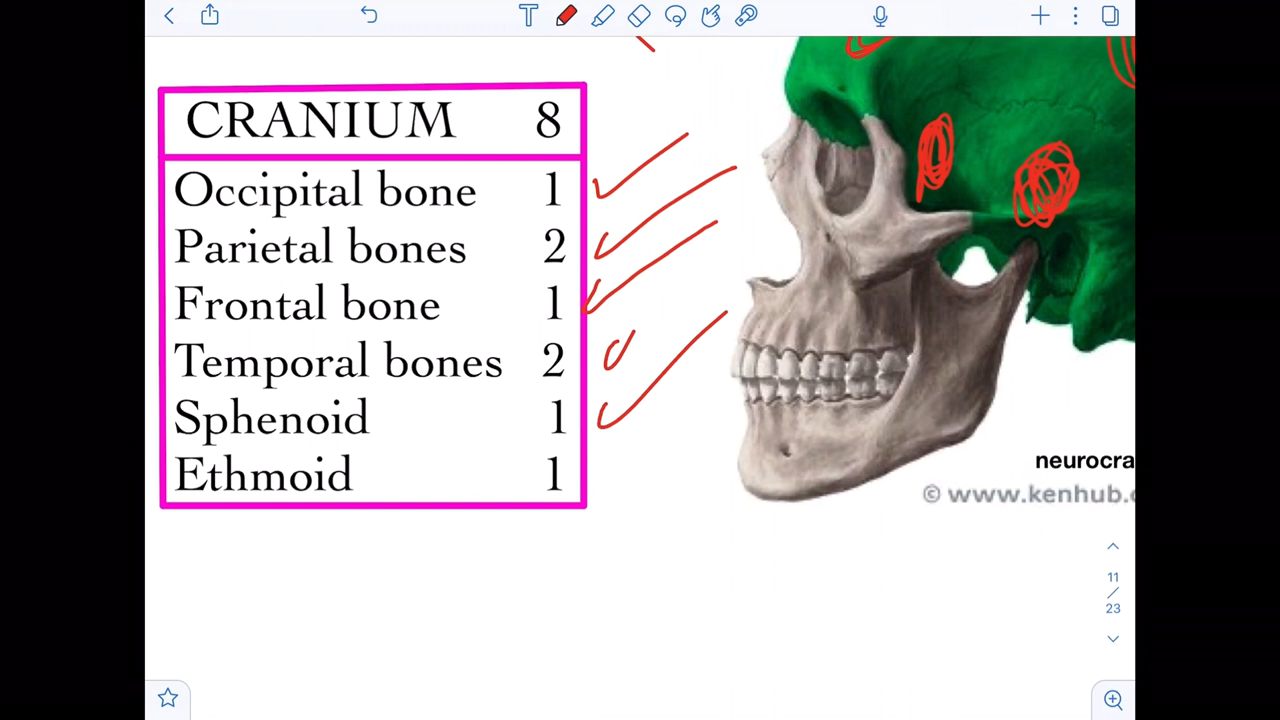 CRANIUM 8
Occipital bone 1
Parietal bones 2
Frontal bone 1
Temporal bones 2
Sphenoid 1
Ethmoid 1
neurocra
© www.kenhub.
11
/
23